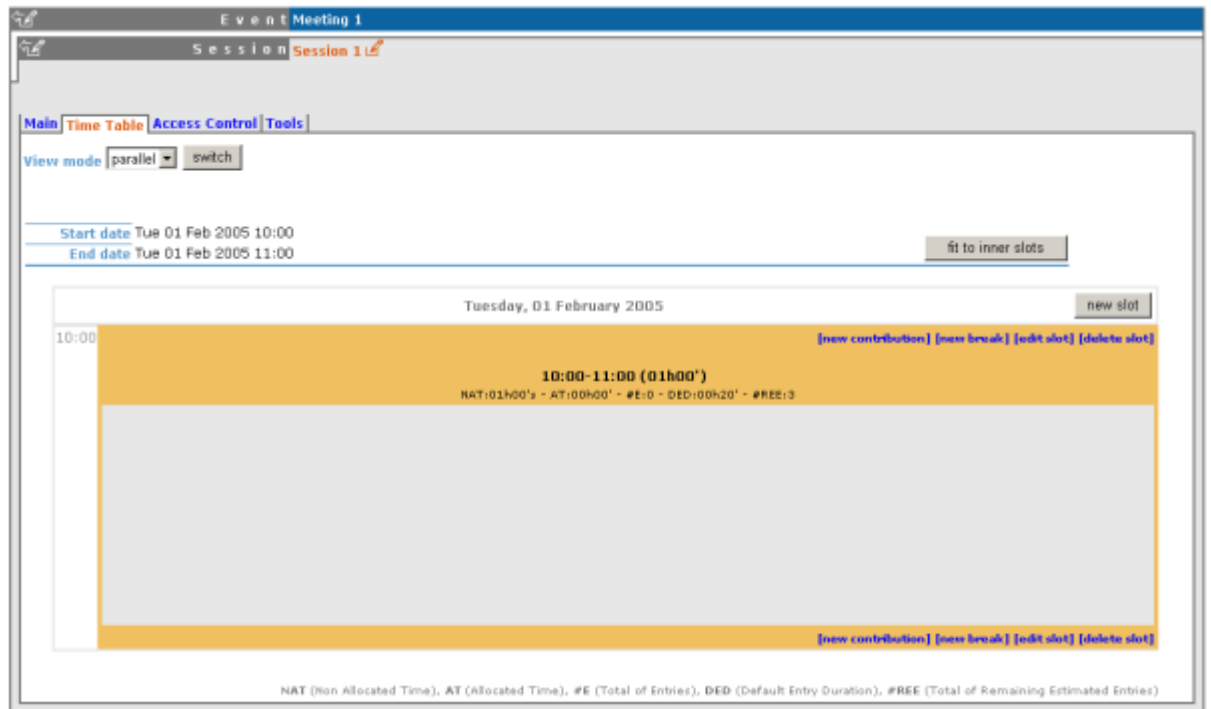 Event Meeting 1
Session Session 1
Main Time Table Access Control Tools
View mode parallel switch
Start date Tue 01 Feb 2005 10:00
End date Tue 01 Feb 2005 11:00
fit to inner slots
Tuesday, 01 February 2005 new slot
10:00 [new contribution] [new break] [edit slot] [delete slot]
10:00-11:00 (01h00')
NAT:01h00's - AT:00h00' - #E:0 - DED:00h20' - #REE:3
[new contribution] [new break] [edit slot] [delete slot]
NAT (Non Allocated Time), AT (Allocated Time), #E (Total of Entries), DED (Default Entry Duration), #REE (Total of Remaining Estimated Entries)